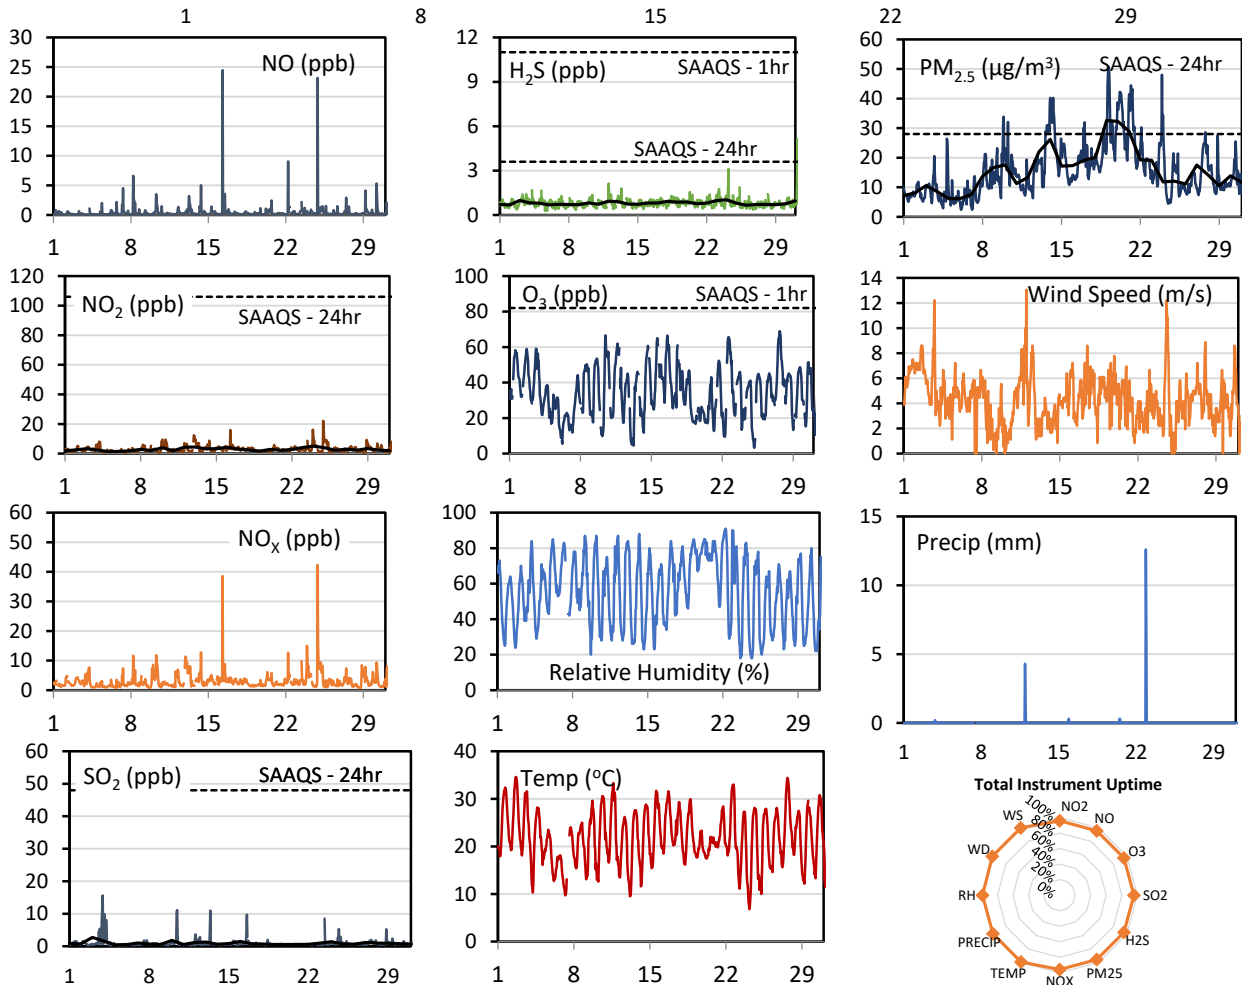 1 8 15 22 29
30 25 20 15 10 5 0
NO (ppb)
1 8 15 22 29
12 9 6 3 0
H₂S (ppb)
SAAQS - 1hr
SAAQS - 24hr
1 8 15 22 29
60 50 40 30 20 10 0
PM₂.₅ (µg/m³)
SAAQS - 24hr
1 8 15 22 29
120 100 80 60 40 20 0
NO₂ (ppb)
SAAQS - 24hr
1 8 15 22 29
100 80 60 40 20 0
O₃ (ppb)
SAAQS - 1hr
1 8 15 22 29
14 12 10 8 6 4 2 0
Wind Speed (m/s)
1 8 15 22 29
60 50 40 30 20 10 0
NOX (ppb)
1 8 15 22 29
100 80 60 40 20 0
Relative Humidity (%)
1 8 15 22 29
15 10 5 0
Precip (mm)
1 8 15 22 29
60 50 40 30 20 10 0
SO₂ (ppb)
SAAQS - 24hr
1 8 15 22 29
40 30 20 10 0
Temp (⁰C)
1 8 15 22 29
Total Instrument Uptime
100% 80% 60% 40% 20% 0%
NO2
NO
O3
SO2
H2S
PM25
NOX
TEMP
PRECIP
RH
WD
WS